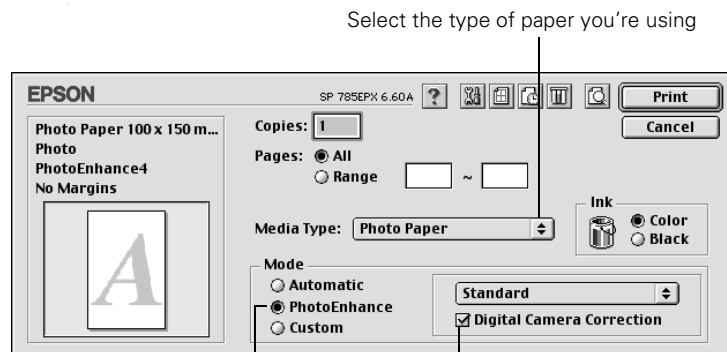 Select the type of paper you're using
EPSON
SP 785EPX 6.60A
?
Print
Photo Paper 100 x 150 m...
Photo
PhotoEnhance4
No Margins
A
Copies: 1
Cancel
Pages: All
Range ~
Media Type: Photo Paper
Ink
Color
Black
Mode
Automatic
PhotoEnhance
Custom
Standard
Digital Camera Correction